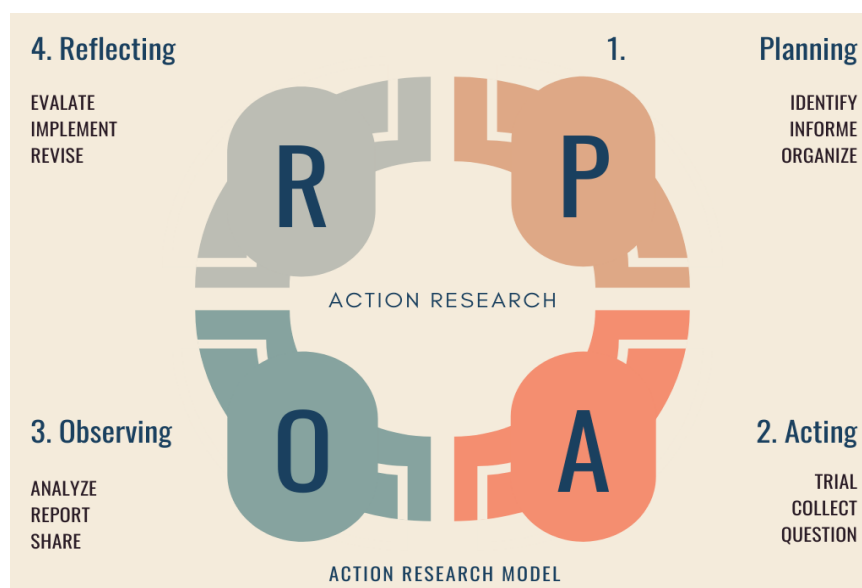 4. Reflecting
EVALATE
IMPLEMENT
REVISE
1. Planning
IDENTIFY
INFORME
ORGANIZE
R
P
ACTION RESEARCH
O
A
3. Observing
ANALYZE
REPORT
SHARE
2. Acting
TRIAL
COLLECT
QUESTION
ACTION RESEARCH MODEL